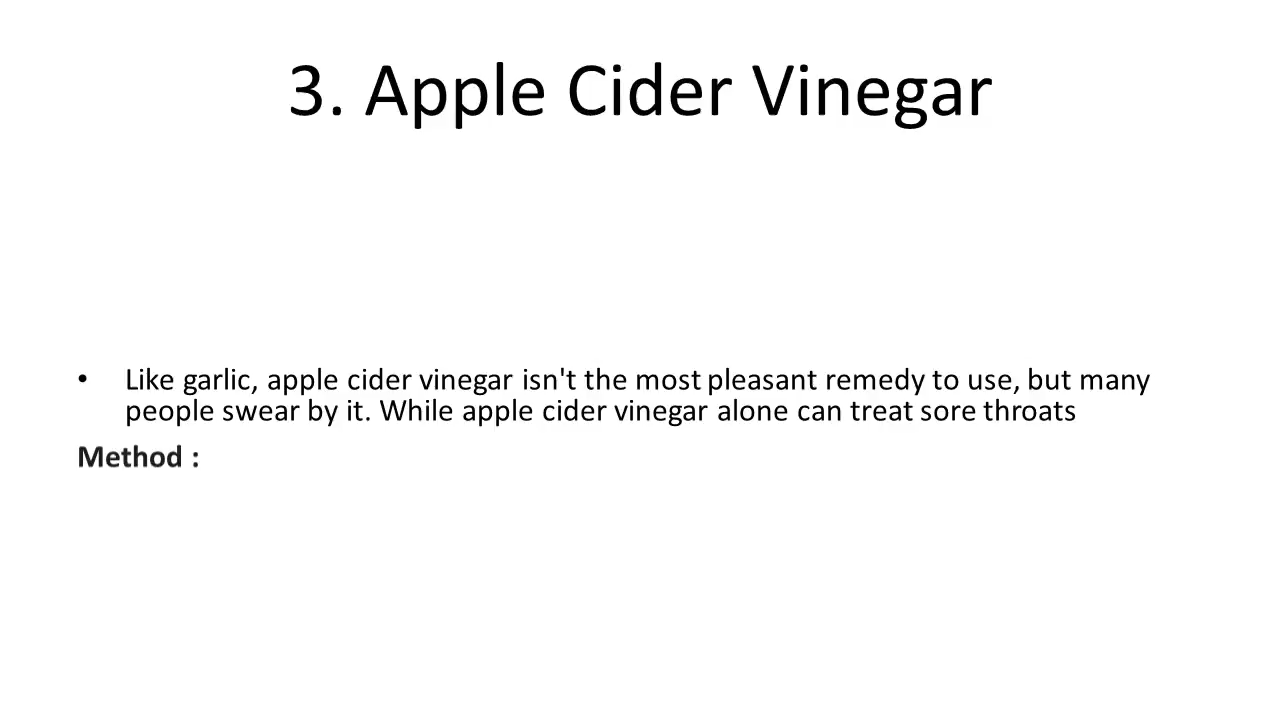 3. Apple Cider Vinegar
• Like garlic, apple cider vinegar isn't the most pleasant remedy to use, but many
people swear by it. While apple cider vinegar alone can treat sore throats
Method :